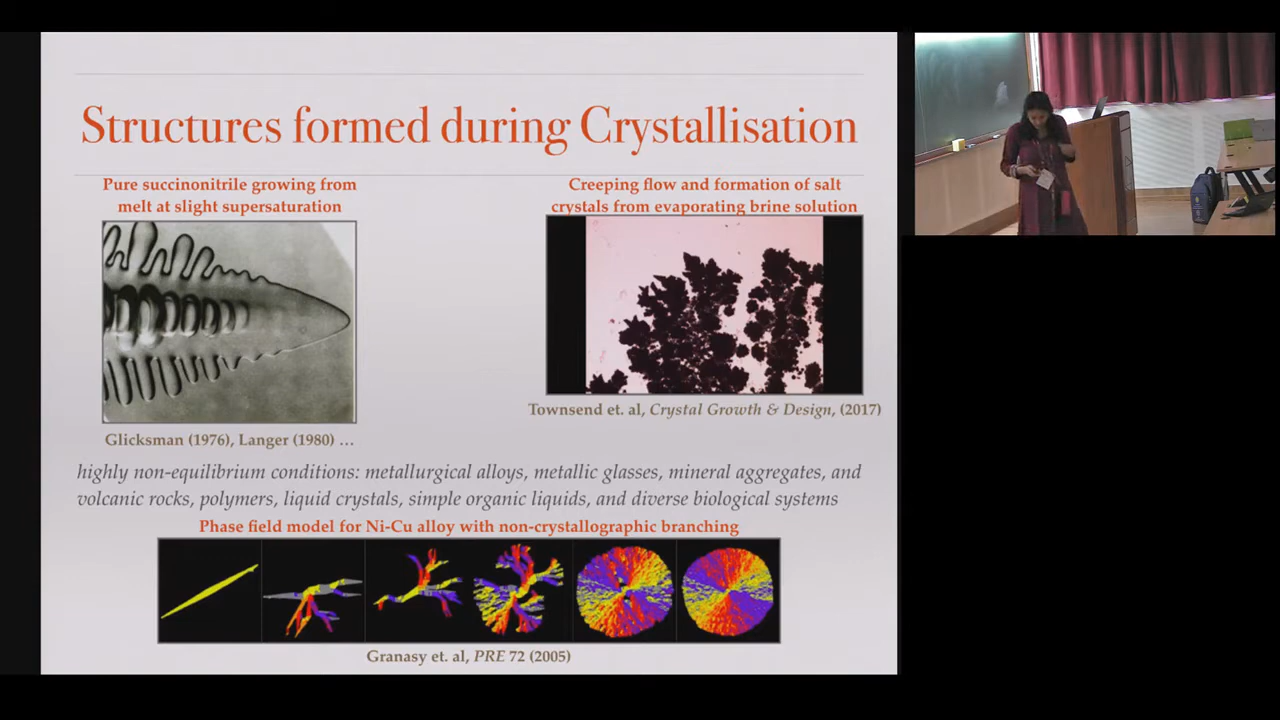 Structures formed during Crystallisation
Pure succinonitrile growing from
melt at slight supersaturation
Creeping flow and formation of salt
crystals from evaporating brine solution
Townsend et. al, Crystal Growth & Design, (2017)
Glicksman (1976), Langer (1980) …
highly non-equilibrium conditions: metallurgical alloys, metallic glasses, mineral aggregates, and
volcanic rocks, polymers, liquid crystals, simple organic liquids, and diverse biological systems
Phase field model for Ni-Cu alloy with non-crystallographic branching
Granasy et. al, PRE 72 (2005)